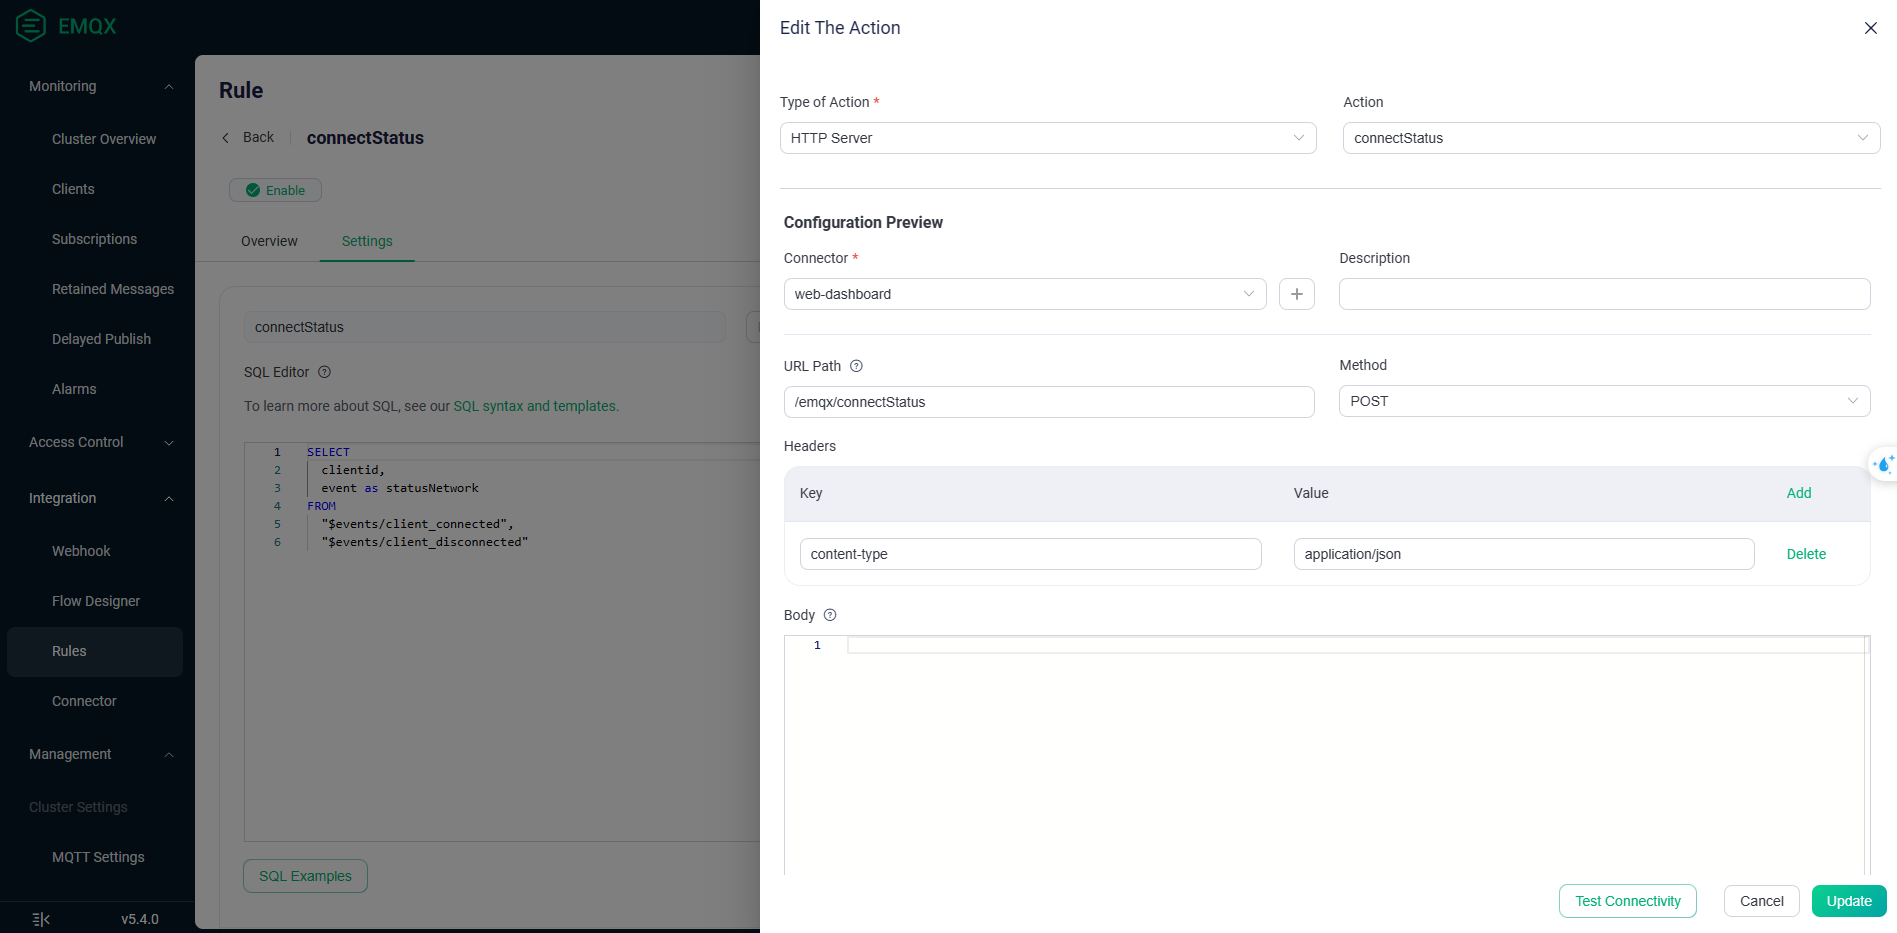 EMQX
Monitoring
Cluster Overview
Clients
Subscriptions
Retained Messages
Delayed Publish
Alarms
Access Control
Integration
Webhook
Flow Designer
Rules
Connector
Management
Cluster Settings
MQTT Settings
v5.4.0
Rule
Back
connectStatus
Enable
Overview
Settings
connectStatus
SQL Editor
To learn more about SQL, see our SQL syntax and templates.
1 SELECT
2 clientid,
3 event as statusNetwork
4 FROM
5 "$events/client_connected",
6 "$events/client_disconnected"
SQL Examples
Edit The Action
Type of Action *
Action
HTTP Server
connectStatus
Configuration Preview
Connector *
Description
web-dashboard
URL Path
Method
/emqx/connectStatus
POST
Headers
Key
Value
Add
content-type
application/json
Delete
Body
1
Test Connectivity
Cancel
Update